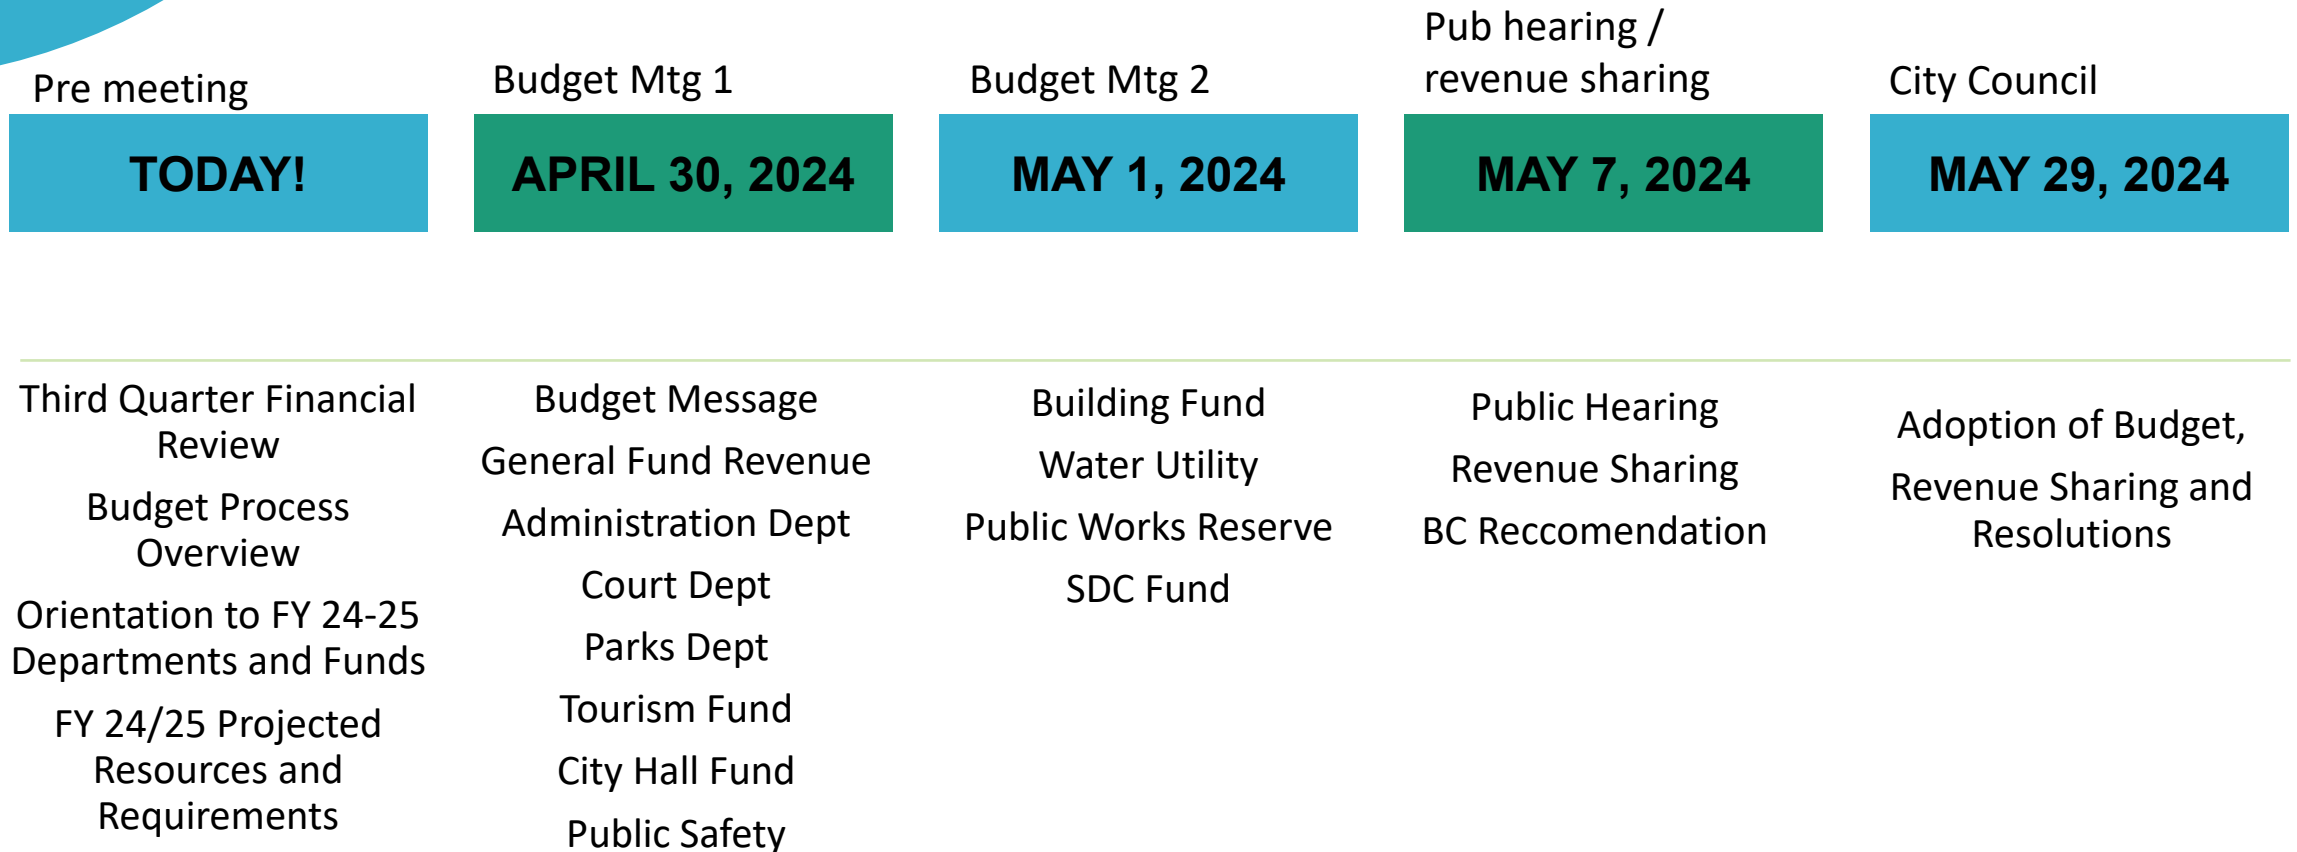 Pre meeting
TODAY!
Third Quarter Financial
Review
Budget Process
Overview
Orientation to FY 24-25
Departments and Funds
FY 24/25 Projected
Resources and
Requirements
Budget Mtg 1
APRIL 30, 2024
Budget Message
General Fund Revenue
Administration Dept
Court Dept
Parks Dept
Tourism Fund
City Hall Fund
Public Safety
Budget Mtg 2
MAY 1, 2024
Building Fund
Water Utility
Public Works Reserve
SDC Fund
Pub hearing /
revenue sharing
MAY 7, 2024
Public Hearing
Revenue Sharing
BC Reccomendation
City Council
MAY 29, 2024
Adoption of Budget,
Revenue Sharing and
Resolutions